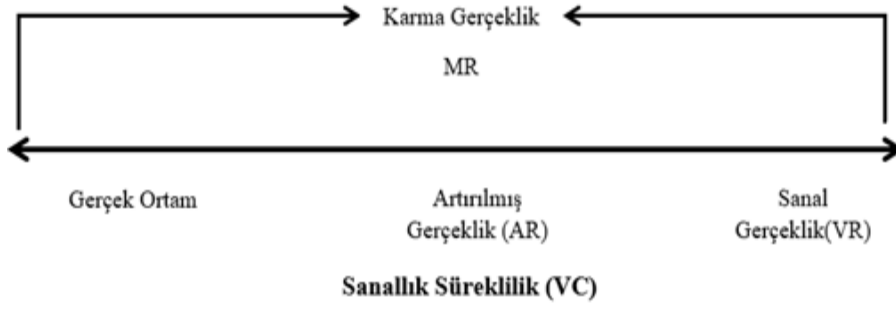 Karma Gerçeklik
MR
Gerçek Ortam
Artırılmış
Gerçeklik (AR)
Sanal
Gerçeklik(VR)
Sanallık Süreklilik (VC)